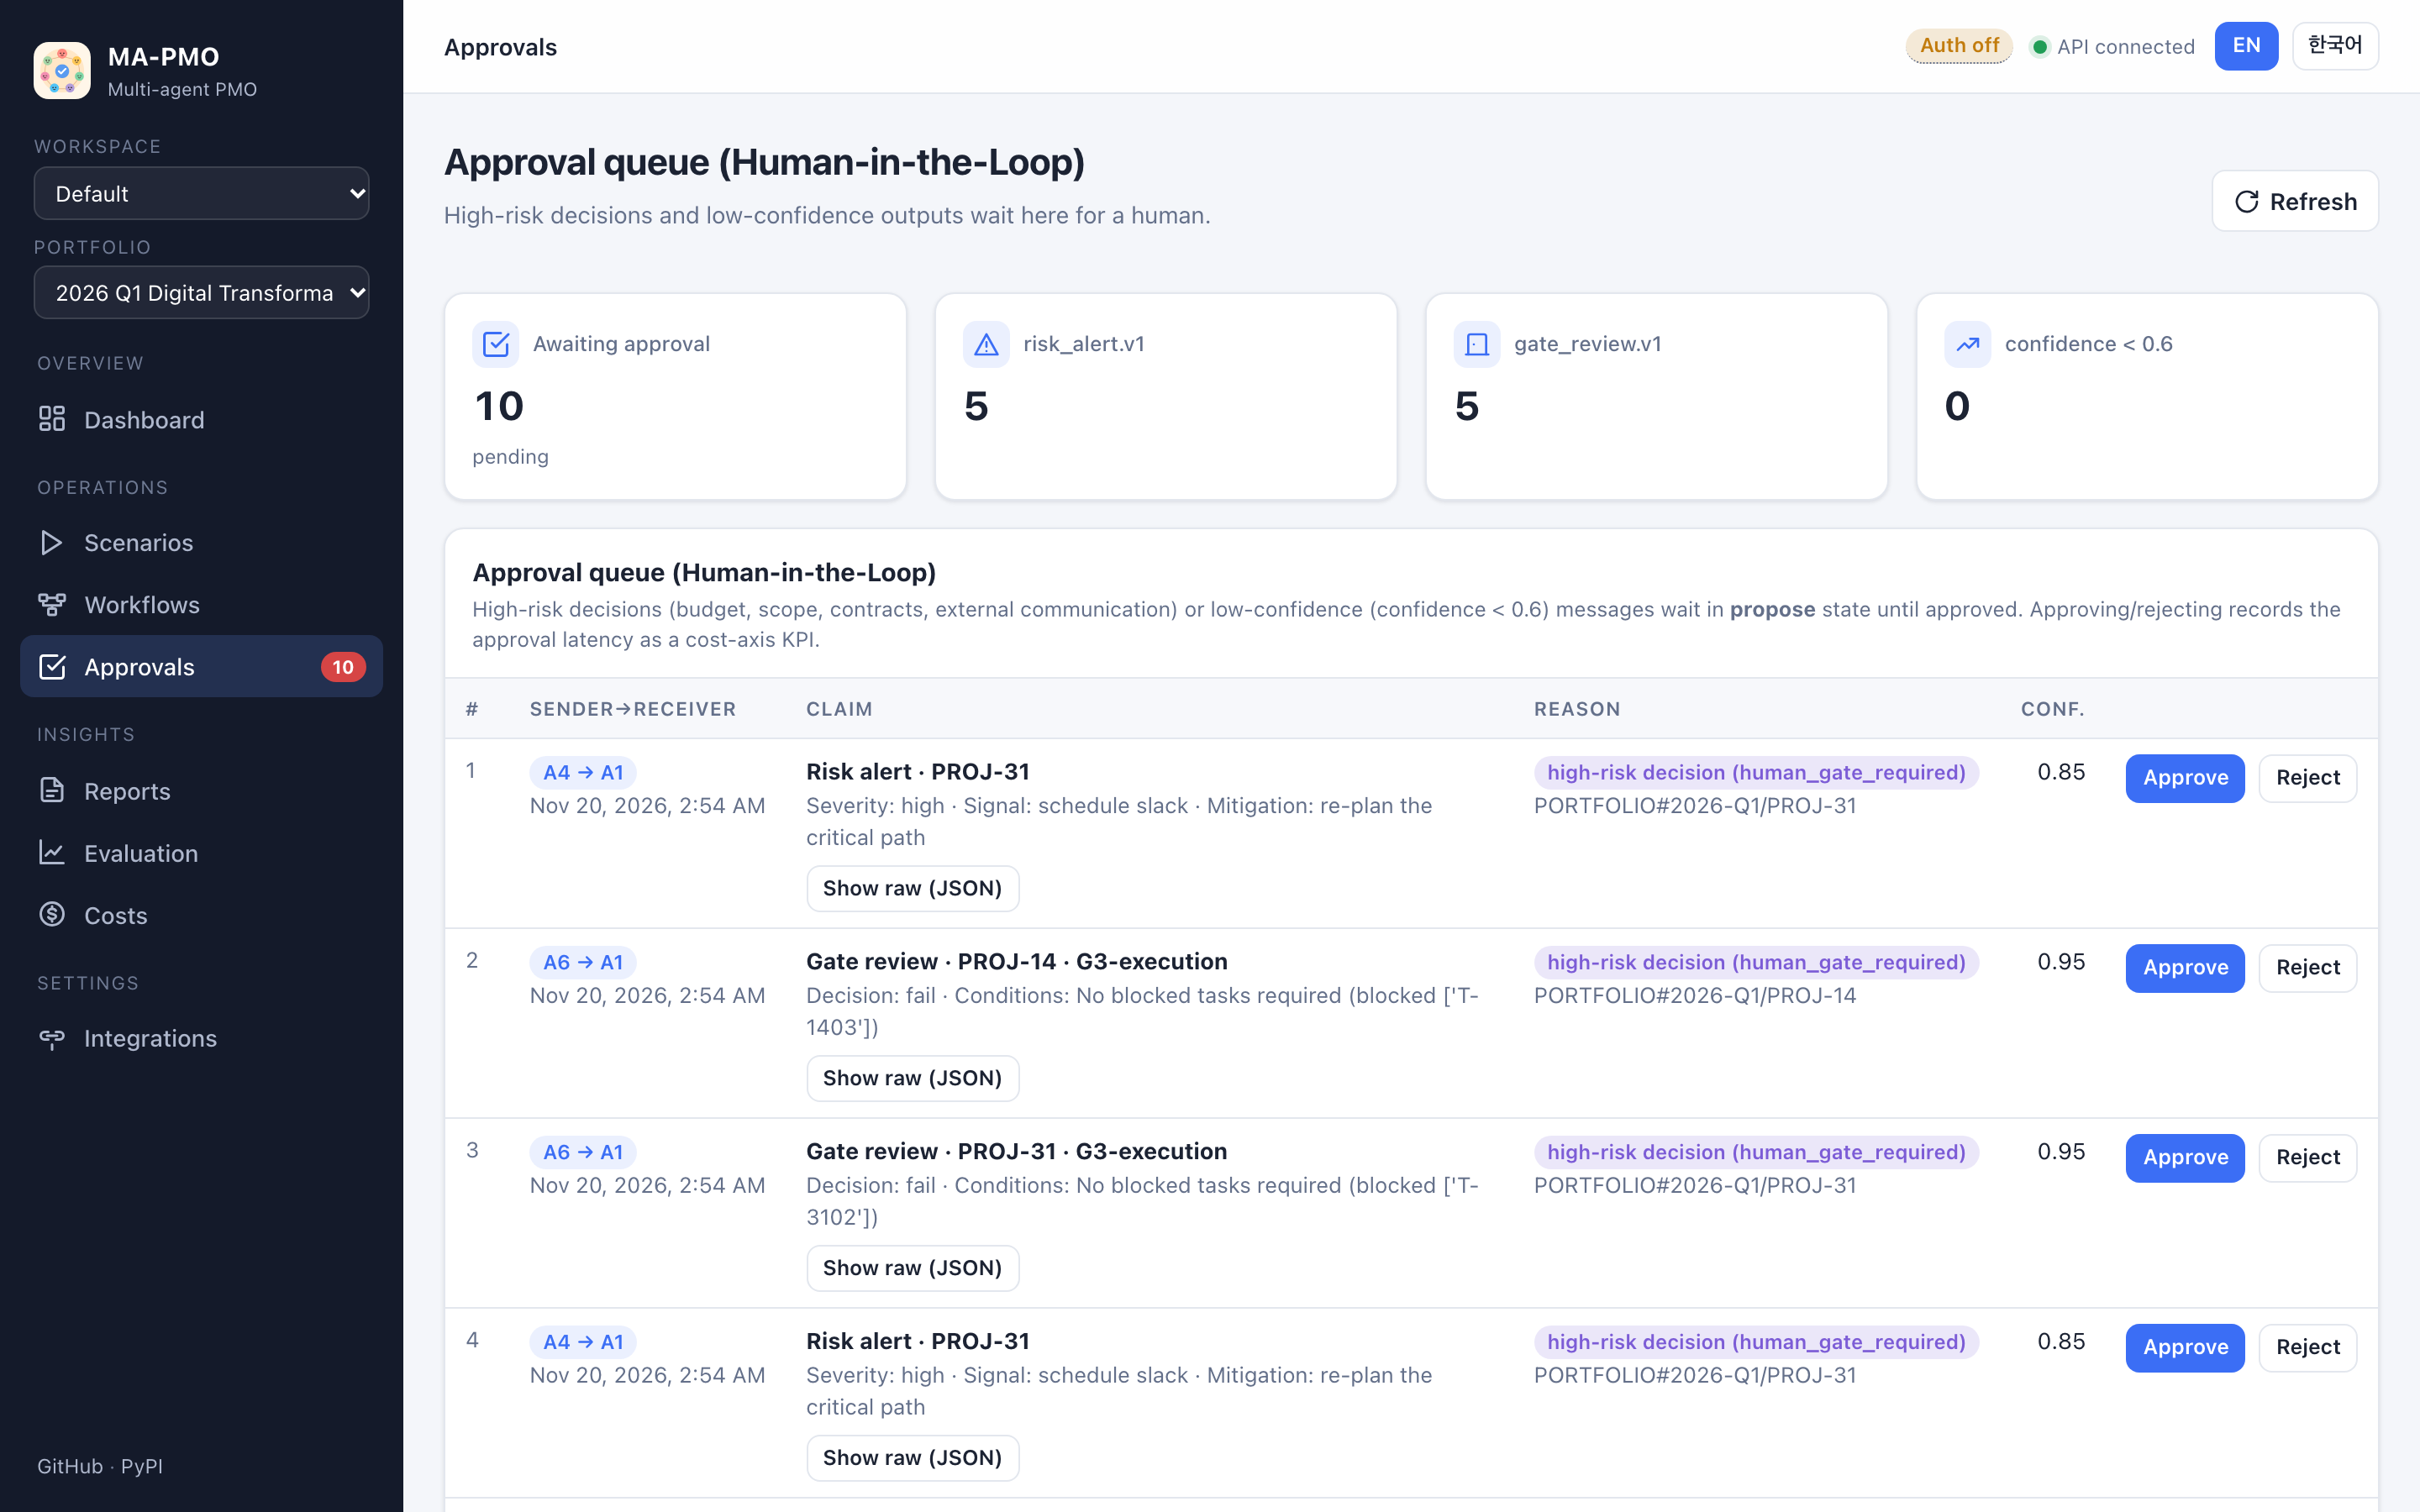 MA-PMO
Multi-agent PMO
WORKSPACE
Default
PORTFOLIO
2026 Q1 Digital Transforma
OVERVIEW
Dashboard
OPERATIONS
Scenarios
Workflows
Approvals 10
INSIGHTS
Reports
Evaluation
Costs
SETTINGS
Integrations
GitHub · PyPI
Approvals
Auth off API connected EN 한국어
Approval queue (Human-in-the-Loop)
High-risk decisions and low-confidence outputs wait here for a human.
Refresh
Awaiting approval
10
pending
risk_alert.v1
5
gate_review.v1
5
confidence < 0.6
0
Approval queue (Human-in-the-Loop)
High-risk decisions (budget, scope, contracts, external communication) or low-confidence (confidence < 0.6) messages wait in propose state until approved. Approving/rejecting records the
approval latency as a cost-axis KPI.
# SENDER→RECEIVER CLAIM REASON CONF.
1 A4 → A1 Risk alert · PROJ-31 high-risk decision (human_gate_required) 0.85 Approve Reject
Nov 20, 2026, 2:54 AM Severity: high · Signal: schedule slack · Mitigation: re-plan the PORTFOLIO#2026-Q1/PROJ-31
critical path
Show raw (JSON)
2 A6 → A1 Gate review · PROJ-14 · G3-execution high-risk decision (human_gate_required) 0.95 Approve Reject
Nov 20, 2026, 2:54 AM Decision: fail · Conditions: No blocked tasks required (blocked ['T- PORTFOLIO#2026-Q1/PROJ-14
1403'])
Show raw (JSON)
3 A6 → A1 Gate review · PROJ-31 · G3-execution high-risk decision (human_gate_required) 0.95 Approve Reject
Nov 20, 2026, 2:54 AM Decision: fail · Conditions: No blocked tasks required (blocked ['T- PORTFOLIO#2026-Q1/PROJ-31
3102'])
Show raw (JSON)
4 A4 → A1 Risk alert · PROJ-31 high-risk decision (human_gate_required) 0.85 Approve Reject
Nov 20, 2026, 2:54 AM Severity: high · Signal: schedule slack · Mitigation: re-plan the PORTFOLIO#2026-Q1/PROJ-31
critical path
Show raw (JSON)